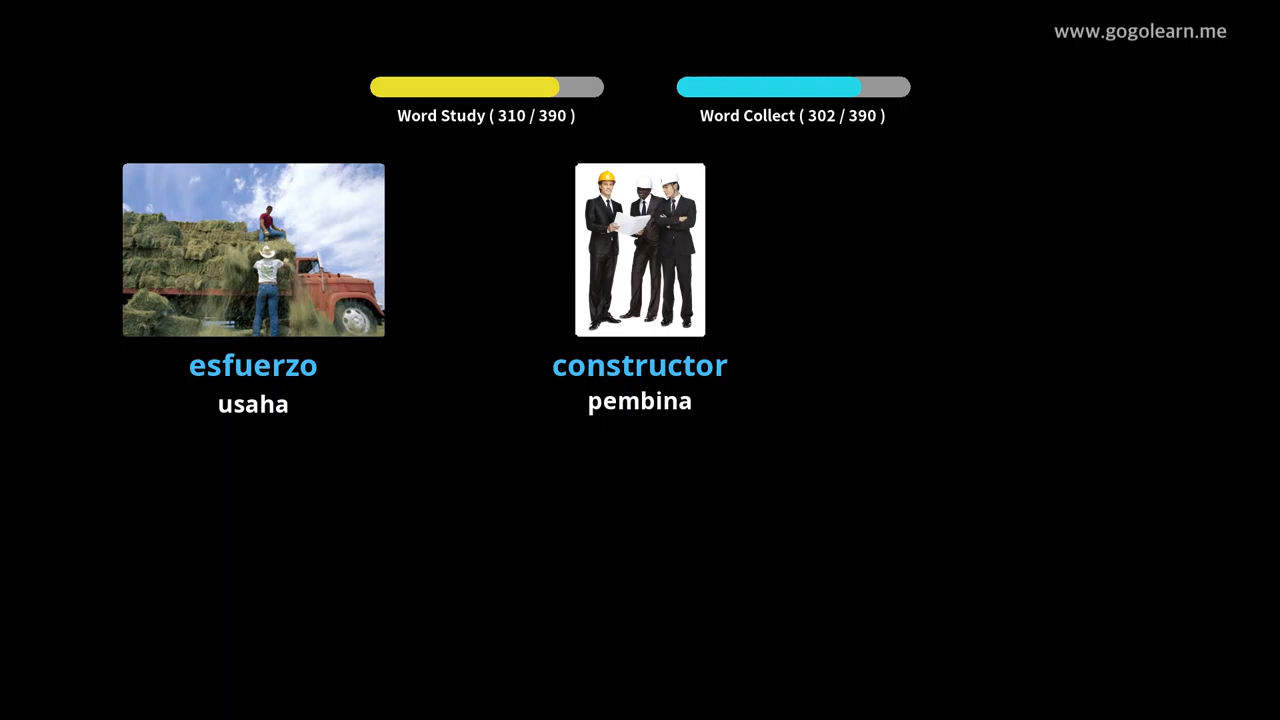 www.gogolearn.me
Word Study ( 310 / 390 )
Word Collect ( 302 / 390 )
esfuerzo
usaha
constructor
pembina